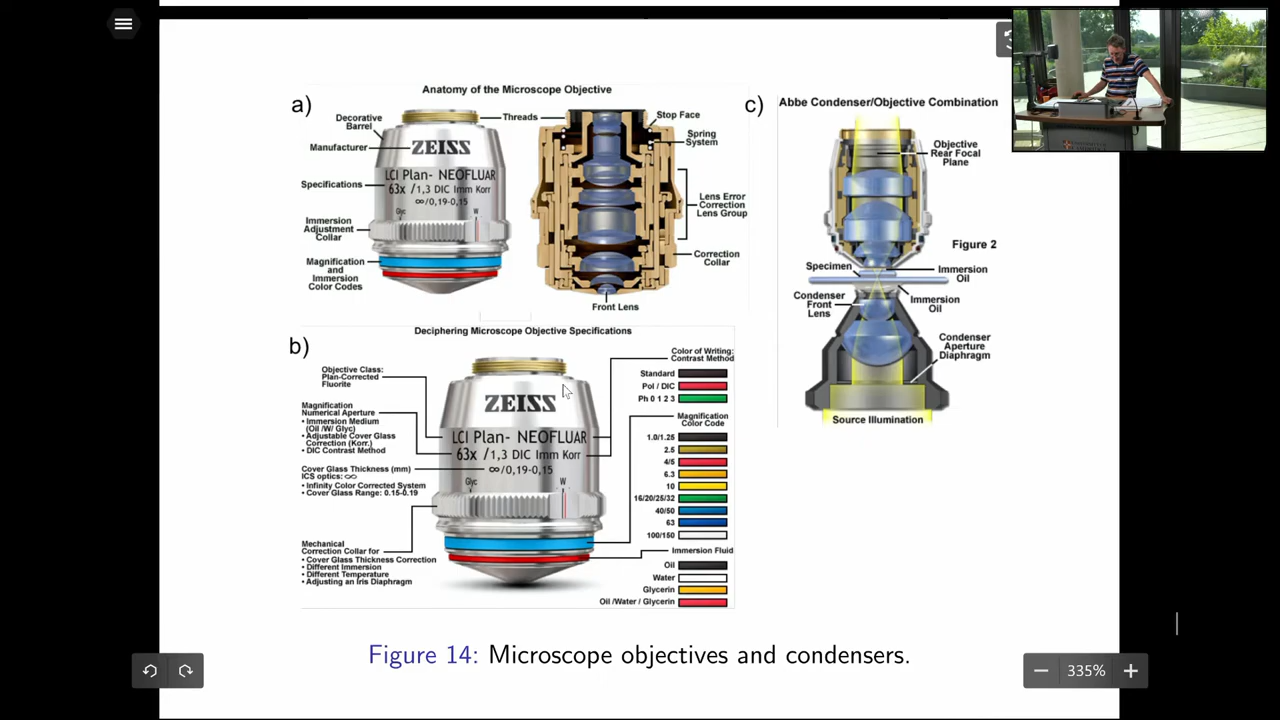 a)
Anatomy of the Microscope Objective
Decorative
Barrel
Manufacturer
Specifications
Immersion
Adjustment
Collar
Magnification
and
Immersion
Color Codes
ZEISS
LCI Plan- NEOFLUAR
63x /1,3 DIC Imm Korr
∞/0,19-0,15
Glyc
W
Threads
Stop Face
Spring
System
Lens Error
Correction
Lens Group
Correction
Collar
Front Lens
b)
Deciphering Microscope Objective Specifications
Objective Class:
Plan-Corrected
Fluorite
Magnification
Numerical Aperture
• Immersion Medium
(Oil /W/ Glyc)
• Adjustable Cover Glass
Correction (Korr.)
• DIC Contrast Method
Cover Glass Thickness (mm)
ICS optics: ∞
• Infinity Color Corrected System
• Cover Glass Range: 0.15-0.19
Mechanical
Correction Collar for
• Cover Glass Thickness Correction
• Different Immersion
• Different Temperature
• Adjusting an Iris Diaphragm
ZEISS
LCI Plan- NEOFLUAR
63x /1,3 DIC Imm Korr
∞/0,19-0,15
Glyc
W
Color of Writing:
Contrast Method
Standard
Pol / DIC
Ph 0 1 2 3
Magnification
Color Code
1.0/1.25
2.5
4/5
6.3
10
16/20/25/32
40/50
63
100/150
Immersion Fluid
Oil
Water
Glycerin
Oil /Water / Glycerin
c)
Abbe Condenser/Objective Combination
Objective
Rear Focal
Plane
Figure 2
Specimen
Immersion
Oil
Condenser
Front
Lens
Immersion
Oil
Condenser
Aperture
Diaphragm
Source Illumination
Figure 14: Microscope objectives and condensers.
335%